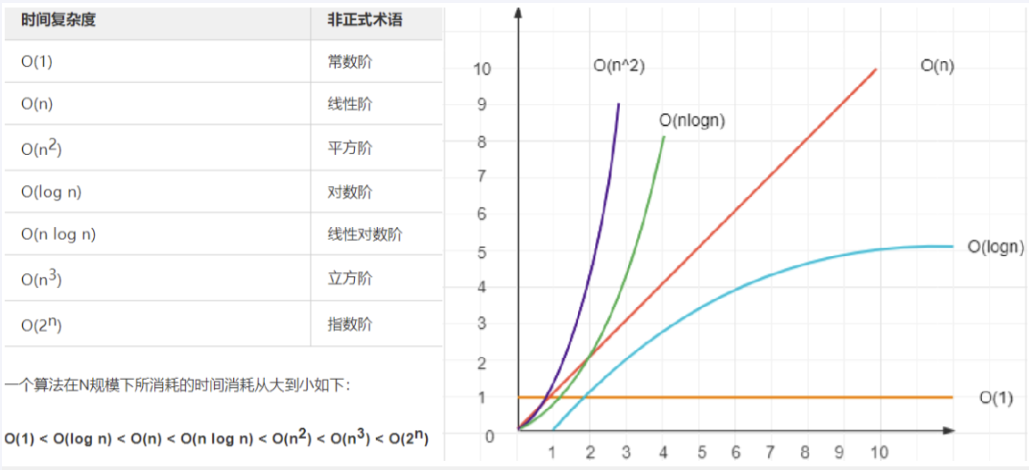 时间复杂度 非正式术语
O(1) 常数阶
O(n) 线性阶
O(n²) 平方阶
O(log n) 对数阶
O(n log n) 线性对数阶
O(n³) 立方阶
O(2ⁿ) 指数阶
一个算法在N规模下所消耗的时间消耗从大到小如下：
O(1) < O(log n) < O(n) < O(n log n) < O(n²) < O(n³) < O(2ⁿ)
O(n^2)
O(n)
O(nlogn)
O(logn)
O(1)
10
9
8
7
6
5
4
3
2
1
0
1 2 3 4 5 6 7 8 9 10